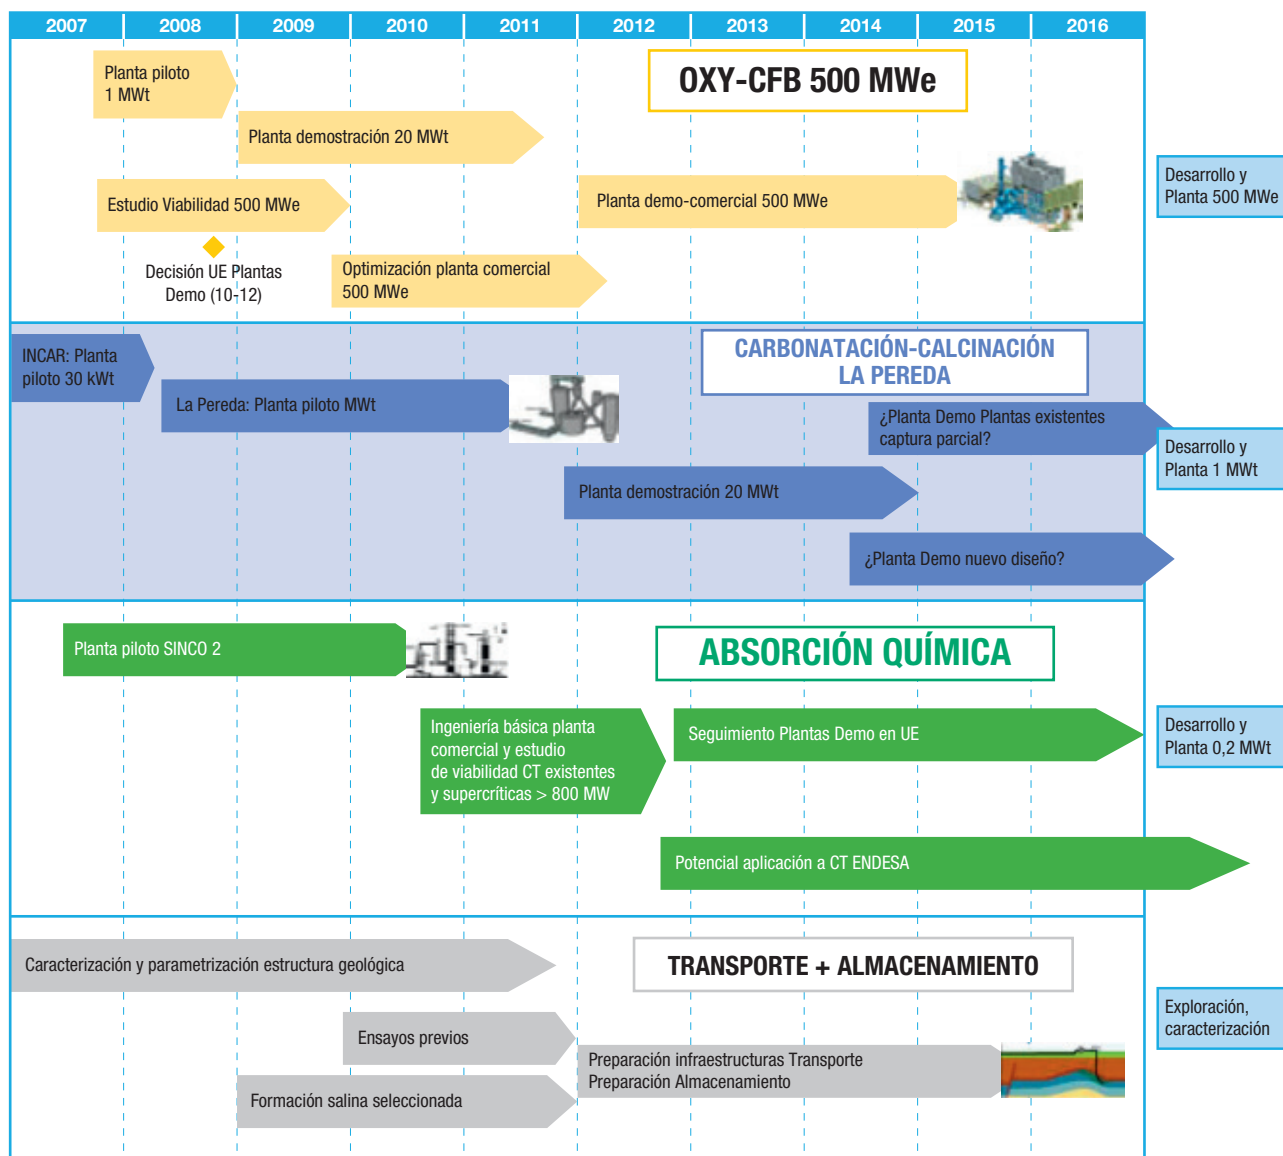 2007 2008 2009 2010 2011 2012 2013 2014 2015 2016
Planta piloto
1 MWt
OXY-CFB 500 MWe
Planta demostración 20 MWt
Estudio Viabilidad 500 MWe
Planta demo-comercial 500 MWe
Desarrollo y
Planta 500 MWe
Decisión UE Plantas
Demo (10-12)
Optimización planta comercial
500 MWe
INCAR: Planta
piloto 30 kWt
CARBONATACIÓN-CALCINACIÓN
LA PEREDA
La Pereda: Planta piloto MWt
¿Planta Demo Plantas existentes
captura parcial?
Desarrollo y
Planta 1 MWt
Planta demostración 20 MWt
¿Planta Demo nuevo diseño?
Planta piloto SINCO 2
ABSORCIÓN QUÍMICA
Ingeniería básica planta
comercial y estudio
de viabilidad CT existentes
y supercríticas > 800 MW
Seguimiento Plantas Demo en UE
Desarrollo y
Planta 0,2 MWt
Potencial aplicación a CT ENDESA
Caracterización y parametrización estructura geológica
TRANSPORTE + ALMACENAMIENTO
Exploración,
caracterización
Ensayos previos
Preparación infraestructuras Transporte
Preparación Almacenamiento
Formación salina seleccionada